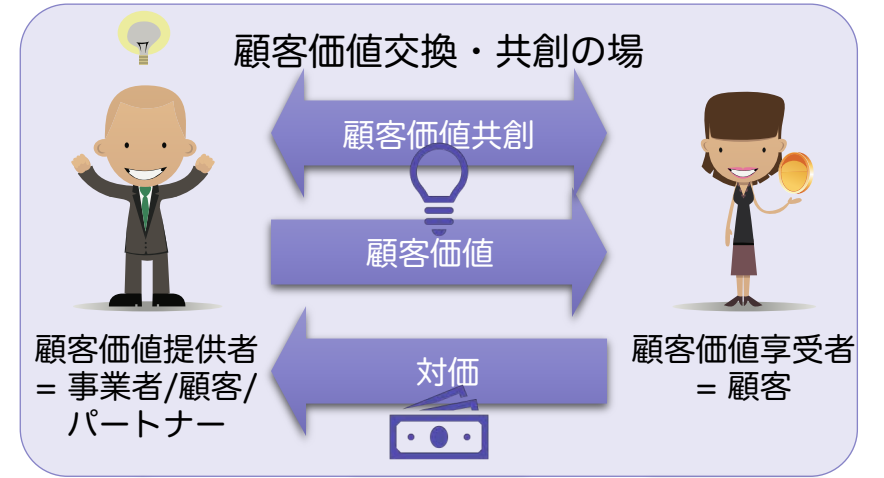 顧客価値交換・共創の場
顧客価値共創
顧客価値
対価
顧客価値提供者
= 事業者/顧客/
パートナー
顧客価値享受者
= 顧客